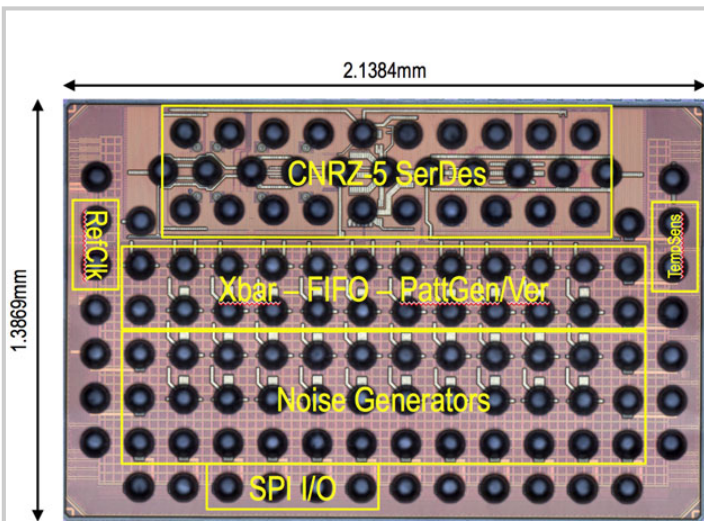 2.1384mm
CNRZ-5 SerDes
RefClk
TempSens
1.3869mm
Xbar – FIFO – PattGen/Ver
Noise Generators
SPI I/O